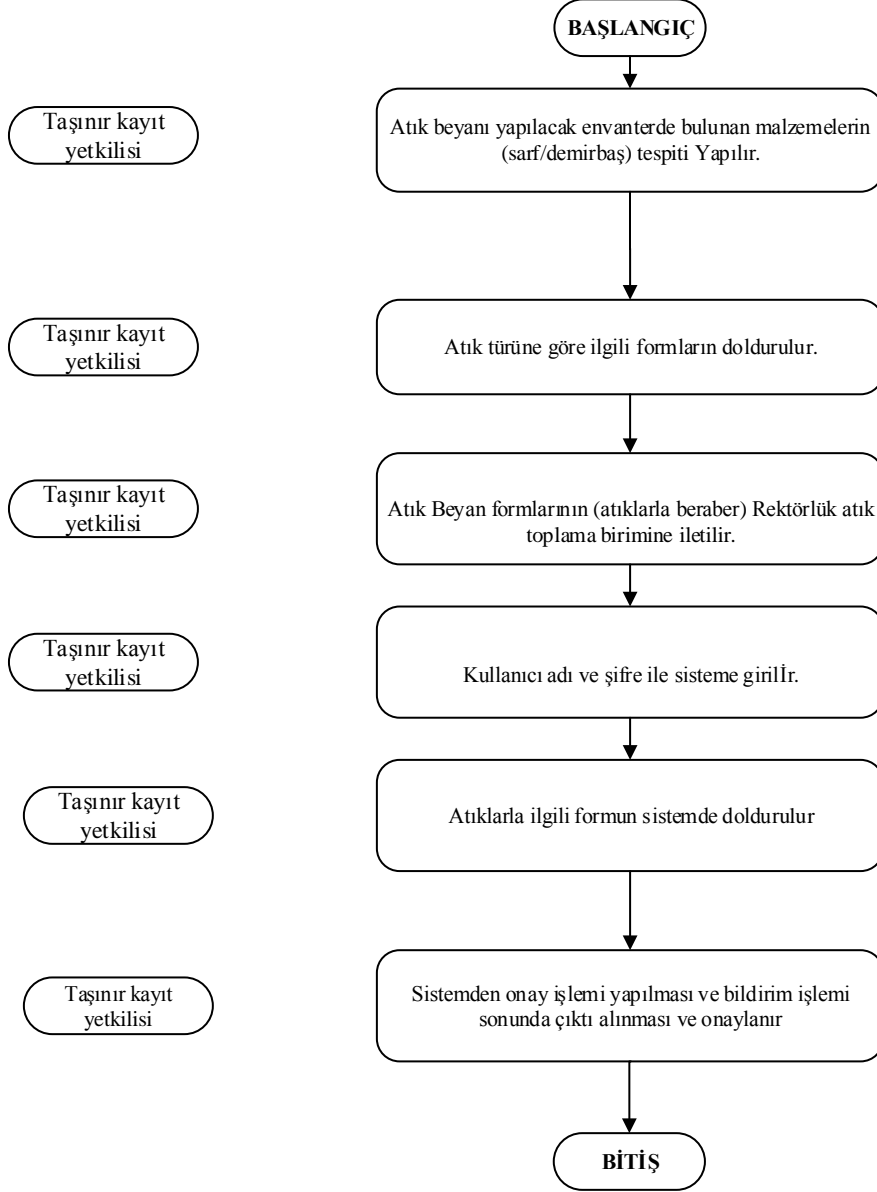 BAŞLANGIÇ
Taşınır kayıt
yetkilisi
Atık beyanı yapılacak envanterde bulunan malzemelerin
(sarf/demirbaş) tespiti Yapılır.
Taşınır kayıt
yetkilisi
Atık türüne göre ilgili formların doldurulur.
Taşınır kayıt
yetkilisi
Atık Beyan formlarının (atıklarla beraber) Rektörlük atık
toplama birimine iletilir.
Taşınır kayıt
yetkilisi
Kullanıcı adı ve şifre ile sisteme girilİr.
Taşınır kayıt
yetkilisi
Atıklarla ilgili formun sistemde doldurulur
Taşınır kayıt
yetkilisi
Sistemden onay işlemi yapılması ve bildirim işlemi
sonunda çıktı alınması ve onaylanır
BİTİŞ